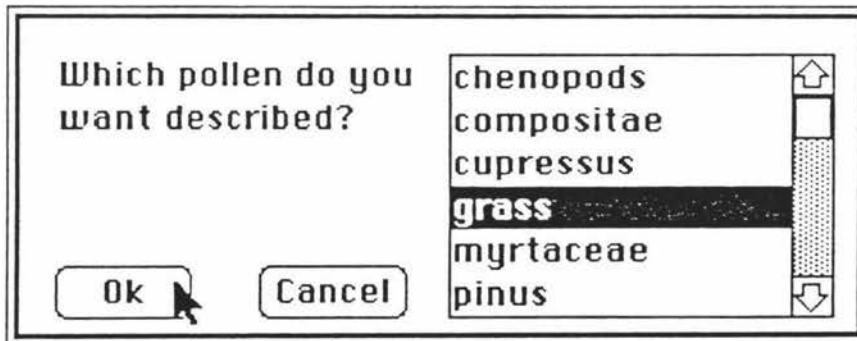 Which pollen do you
want described?
chenopods
compositae
cupressus
grass
myrtaceae
pinus
Ok
Cancel